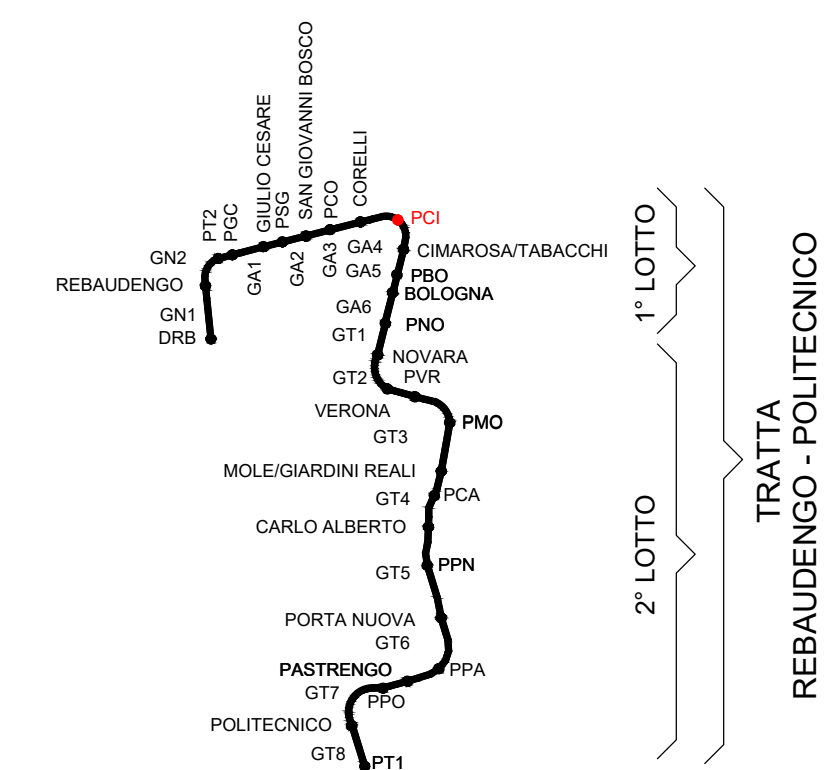 SAN GIOVANNI BOSCO
GIULIO CESARE
CORELLI
PT2
PGC
PSG
PCO
PCI
GN2
GA1
GA2
GA3
GA4
CIMAROSA/TABACCHI
REBAUDENGO
GA5
PBO
BOLOGNA
GN1
GA6
DRB
PNO
GT1
NOVARA
GT2
PVR
VERONA
PMO
GT3
MOLE/GIARDINI REALI
GT4
PCA
CARLO ALBERTO
GT5
PPN
PORTA NUOVA
GT6
PASTRENGO
PPA
GT7
PPO
POLITECNICO
GT8
PT1
1° LOTTO
2° LOTTO
TRATTA
REBAUDENGO - POLITECNICO